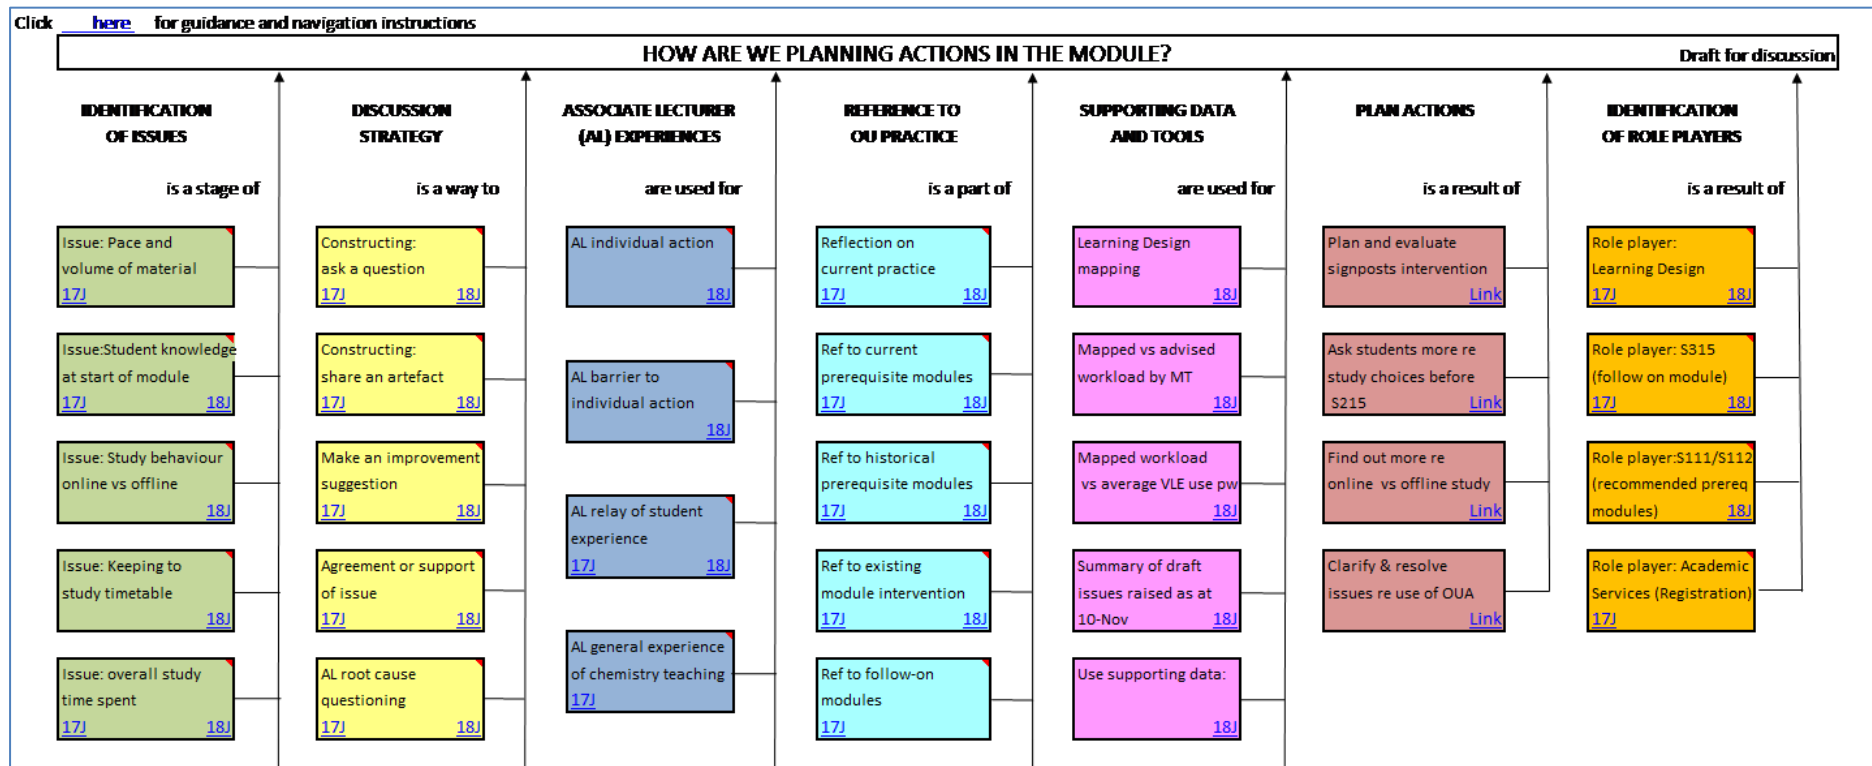 Click here for guidance and navigation instructions
HOW ARE WE PLANNING ACTIONS IN THE MODULE?
Draft for discussion
IDENTIFICATION
OF ISSUES
is a stage of
Issue: Pace and
volume of material
17J
Issue:Student knowledge
at start of module
17J 18J
Issue: Study behaviour
online vs offline
18J
Issue: Keeping to
study timetable
18J
Issue: overall study
time spent
17J 18J
DISCUSSION
STRATEGY
is a way to
Constructing:
ask a question
17J 18J
Constructing:
share an artefact
17J 18J
Make an improvement
suggestion
17J 18J
Agreement or support
of issue
17J 18J
AL root cause
questioning
17J 18J
ASSOCIATE LECTURER
(AL) EXPERIENCES
are used for
AL individual action
18J
AL barrier to
individual action
18J
AL relay of student
experience
17J 18J
AL general experience
of chemistry teaching
17J
REFERENCE TO
OU PRACTICE
is a part of
Reflection on
current practice
17J 18J
Ref to current
prerequisite modules
17J 18J
Ref to historical
prerequisite modules
17J 18J
Ref to existing
module intervention
17J 18J
Ref to follow-on
modules
17J
SUPPORTING DATA
AND TOOLS
are used for
Learning Design
mapping
18J
Mapped vs advised
workload by MT
18J
Mapped workload
vs average VLE use pw
18J
Summary of draft
issues raised as at
10-Nov 18J
Use supporting data:
18J
PLAN ACTIONS
is a result of
Plan and evaluate
signposts intervention
Link
Ask students more re
study choices before
S215 Link
Find out more re
online vs offline study
Link
Clarify & resolve
issues re use of OUA
Link
IDENTIFICATION
OF ROLE PLAYERS
is a result of
Role player:
Learning Design
17J 18J
Role player: S315
(follow on module)
17J 18J
Role player:S111/S112
(recommended prereq
modules) 18J
Role player: Academic
Services (Registration)
17J